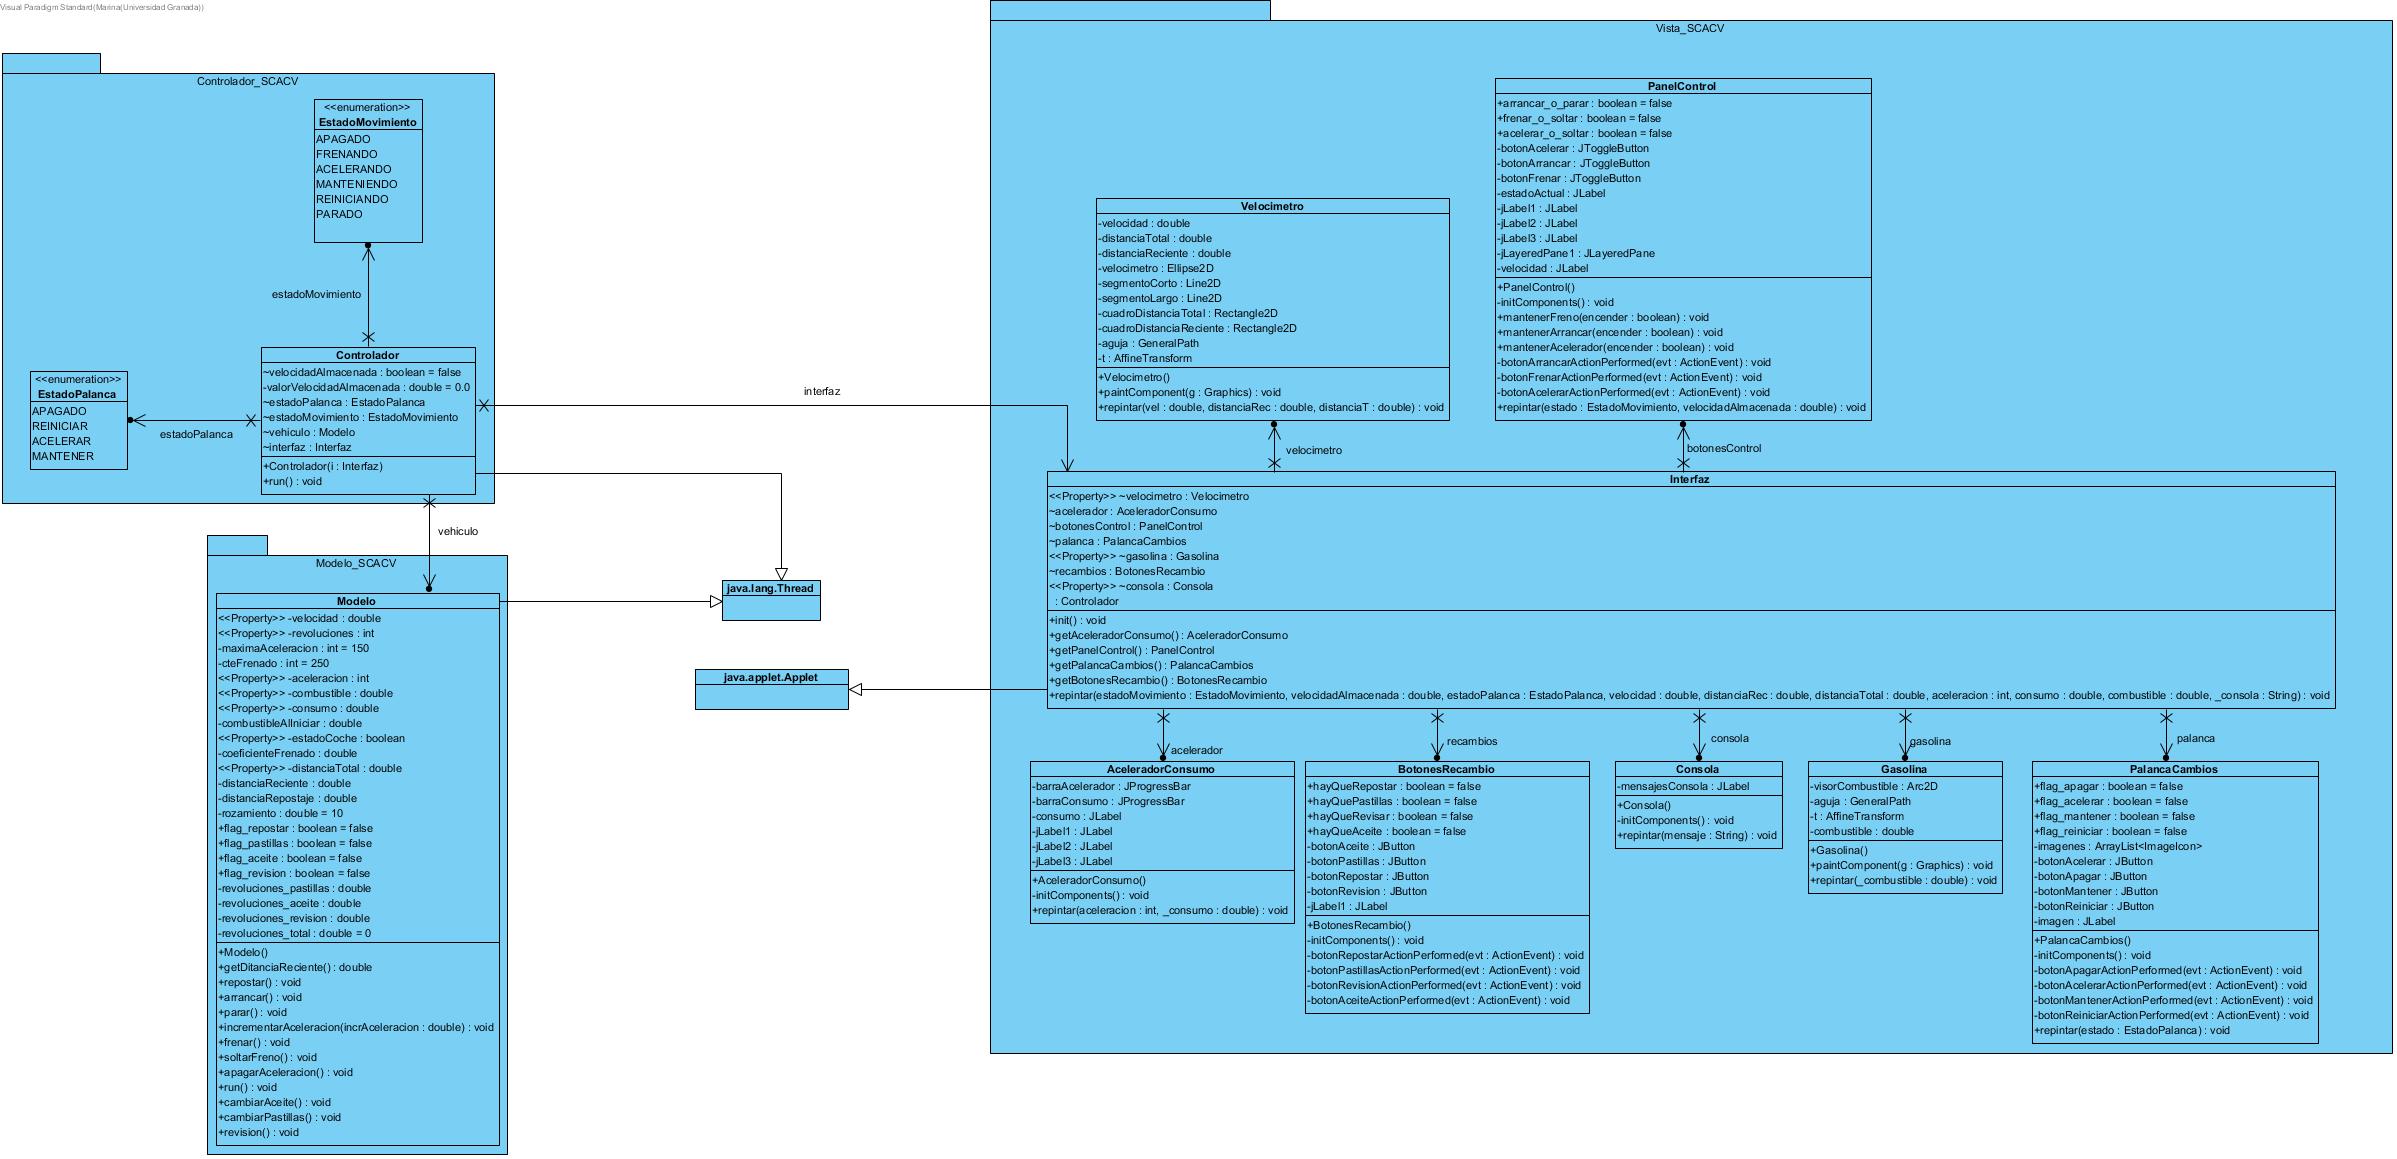 Visual Paradigm Standard(Marina(Universidad Granada))
Controlador_SCACV
<<enumeration>>
EstadoMovimiento
APAGADO
FRENANDO
ACELERANDO
MANTENIENDO
REINICIANDO
PARADO
estadoMovimiento
<<enumeration>>
EstadoPalanca
APAGADO
REINICIAR
ACELERAR
MANTENER
estadoPalanca
Controlador
~velocidadAlmacenada : boolean = false
-valorVelocidadAlmacenada : double = 0.0
~estadoPalanca : EstadoPalanca
~estadoMovimiento : EstadoMovimiento
~vehiculo : Modelo
~interfaz : Interfaz
+Controlador(i : Interfaz)
+run() : void
interfaz
vehiculo
Modelo_SCACV
Modelo
<<Property>> -velocidad : double
<<Property>> -revoluciones : int
-maximaAceleracion : int = 150
-cteFrenado : int = 250
<<Property>> -aceleracion : int
<<Property>> -combustible : double
<<Property>> -consumo : double
-combustibleAlIniciar : double
<<Property>> -estadoCoche : boolean
-coeficienteFrenado : double
<<Property>> -distanciaTotal : double
-distanciaReciente : double
-distanciaRepostaje : double
-rozamiento : double = 10
+flag_repostar : boolean = false
+flag_pastillas : boolean = false
+flag_aceite : boolean = false
+flag_revision : boolean = false
-revoluciones_pastillas : double
-revoluciones_aceite : double
-revoluciones_revision : double
-revoluciones_total : double = 0
+Modelo()
+getDitanciaReciente() : double
+repostar() : void
+arrancar() : void
+parar() : void
+incrementarAceleracion(incrAceleracion : double) : void
+frenar() : void
+soltarFreno() : void
+apagarAceleracion() : void
+run() : void
+cambiarAceite() : void
+cambiarPastillas() : void
+revision() : void
java.lang.Thread
java.applet.Applet
Vista_SCACV
Velocimetro
-velocidad : double
-distanciaTotal : double
-distanciaReciente : double
-velocimetro : Ellipse2D
-segmentoCorto : Line2D
-segmentoLargo : Line2D
-cuadroDistanciaTotal : Rectangle2D
-cuadroDistanciaReciente : Rectangle2D
-aguja : GeneralPath
-t : AffineTransform
+Velocimetro()
+paintComponent(g : Graphics) : void
+repintar(vel : double, distanciaRec : double, distanciaT : double) : void
velocimetro
PanelControl
+arrancar_o_parar : boolean = false
+frenar_o_soltar : boolean = false
+acelerar_o_soltar : boolean = false
-botonAcelerar : JToggleButton
-botonArrancar : JToggleButton
-botonFrenar : JToggleButton
-estadoActual : JLabel
-jLabel1 : JLabel
-jLabel2 : JLabel
-jLabel3 : JLabel
-jLayeredPane1 : JLayeredPane
-velocidad : JLabel
+PanelControl()
-initComponents() : void
+mantenerFreno(encender : boolean) : void
+mantenerArrancar(encender : boolean) : void
+mantenerAcelerador(encender : boolean) : void
-botonArrancarActionPerformed(evt : ActionEvent) : void
-botonFrenarActionPerformed(evt : ActionEvent) : void
-botonAcelerarActionPerformed(evt : ActionEvent) : void
+repintar(estado : EstadoMovimiento, velocidadAlmacenada : double) : void
botonesControl
Interfaz
<<Property>> ~velocimetro : Velocimetro
~acelerador : AceleradorConsumo
~botonesControl : PanelControl
~palanca : PalancaCambios
<<Property>> ~gasolina : Gasolina
~recambios : BotonesRecambio
<<Property>> ~consola : Consola
: Controlador
+init() : void
+getAceleradorConsumo() : AceleradorConsumo
+getPanelControl() : PanelControl
+getPalancaCambios() : PalancaCambios
+getBotonesRecambio() : BotonesRecambio
+repintar(estadoMovimiento : EstadoMovimiento, velocidadAlmacenada : double, estadoPalanca : EstadoPalanca, velocidad : double, distanciaRec : double, distanciaTotal : double, aceleracion : int, consumo : double, combustible : double, _consola : String) : void
acelerador
recambios
consola
gasolina
palanca
AceleradorConsumo
-barraAcelerador : JProgressBar
-barraConsumo : JProgressBar
-consumo : JLabel
-jLabel1 : JLabel
-jLabel2 : JLabel
-jLabel3 : JLabel
+AceleradorConsumo()
-initComponents() : void
+repintar(aceleracion : int, _consumo : double) : void
BotonesRecambio
+hayQueRepostar : boolean = false
+hayQuePastillas : boolean = false
+hayQueRevisar : boolean = false
+hayQueAceite : boolean = false
-botonAceite : JButton
-botonPastillas : JButton
-botonRepostar : JButton
-botonRevision : JButton
-jLabel1 : JLabel
+BotonesRecambio()
-initComponents() : void
-botonRepostarActionPerformed(evt : ActionEvent) : void
-botonPastillasActionPerformed(evt : ActionEvent) : void
-botonRevisionActionPerformed(evt : ActionEvent) : void
-botonAceiteActionPerformed(evt : ActionEvent) : void
Consola
-mensajesConsola : JLabel
+Consola()
-initComponents() : void
+repintar(mensaje : String) : void
Gasolina
-visorCombustible : Arc2D
-aguja : GeneralPath
-t : AffineTransform
-combustible : double
+Gasolina()
+paintComponent(g : Graphics) : void
+repintar(_combustible : double) : void
PalancaCambios
+flag_apagar : boolean = false
+flag_acelerar : boolean = false
+flag_mantener : boolean = false
+flag_reiniciar : boolean = false
-imagenes : ArrayList<ImageIcon>
-botonAcelerar : JButton
-botonApagar : JButton
-botonMantener : JButton
-botonReiniciar : JButton
-imagen : JLabel
+PalancaCambios()
-initComponents() : void
-botonApagarActionPerformed(evt : ActionEvent) : void
-botonAcelerarActionPerformed(evt : ActionEvent) : void
-botonMantenerActionPerformed(evt : ActionEvent) : void
-botonReiniciarActionPerformed(evt : ActionEvent) : void
+repintar(estado : EstadoPalanca) : void